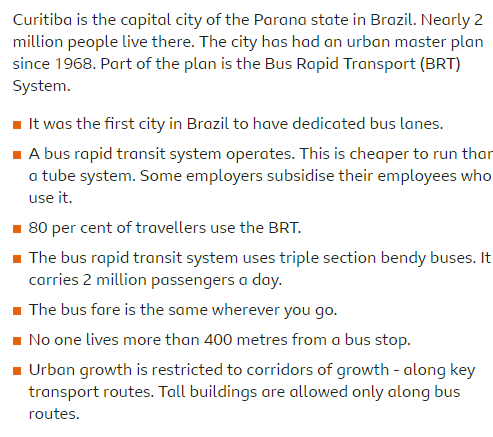 Curitiba is the capital city of the Parana state in Brazil. Nearly 2
million people live there. The city has had an urban master plan
since 1968. Part of the plan is the Bus Rapid Transport (BRT)
System.
It was the first city in Brazil to have dedicated bus lanes.
A bus rapid transit system operates. This is cheaper to run than
a tube system. Some employers subsidise their employees who
use it.
80 per cent of travellers use the BRT.
The bus rapid transit system uses triple section bendy buses. It
carries 2 million passengers a day.
The bus fare is the same wherever you go.
No one lives more than 400 metres from a bus stop.
Urban growth is restricted to corridors of growth - along key
transport routes. Tall buildings are allowed only along bus
routes.